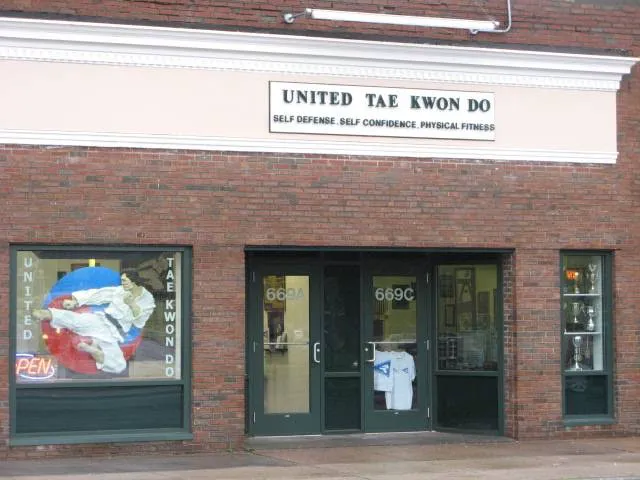 UNITED TAE KWON DO
SELF DEFENSE. SELF CONFIDENCE. PHYSICAL FITNESS
UNITED
TAE KWON DO
OPEN
669A
669C